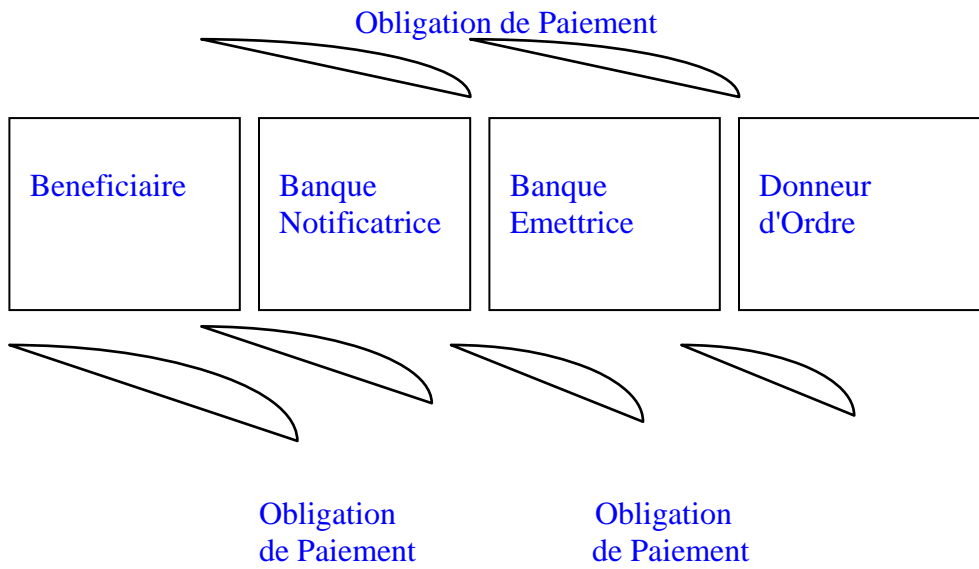 Obligation de Paiement
Beneficiaire
Banque
Notificatrice
Banque
Emettrice
Donneur
d'Ordre
Obligation
de Paiement
Obligation
de Paiement